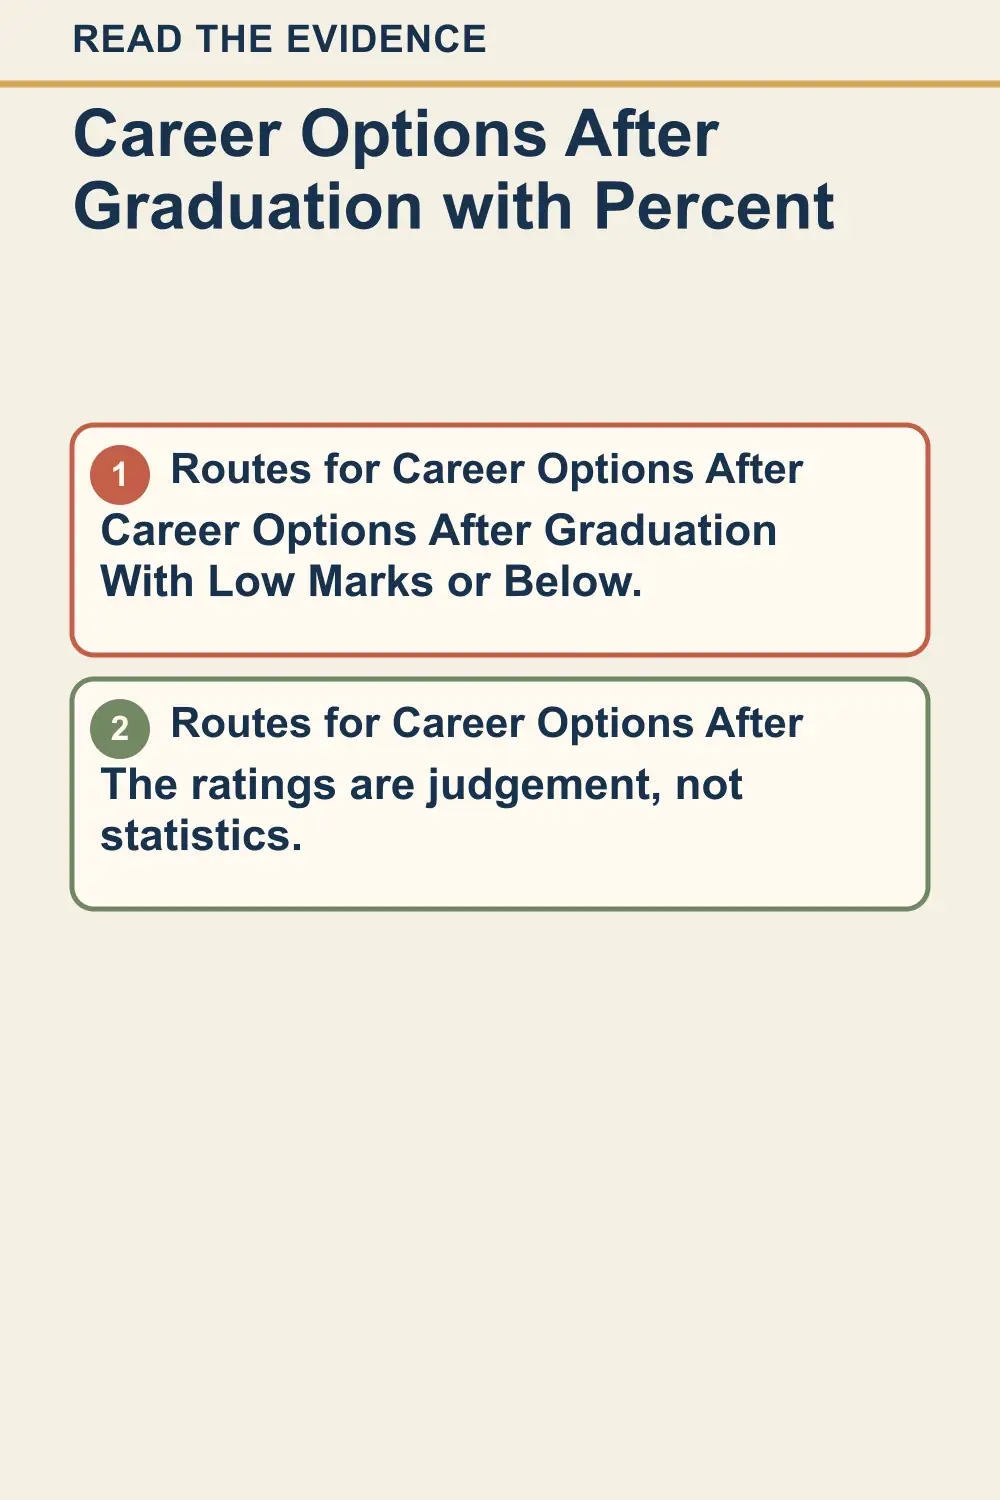 READ THE EVIDENCE
Career Options After
Graduation with Percent
1 Routes for Career Options After
Career Options After Graduation
With Low Marks or Below.
2 Routes for Career Options After
The ratings are judgement, not
statistics.